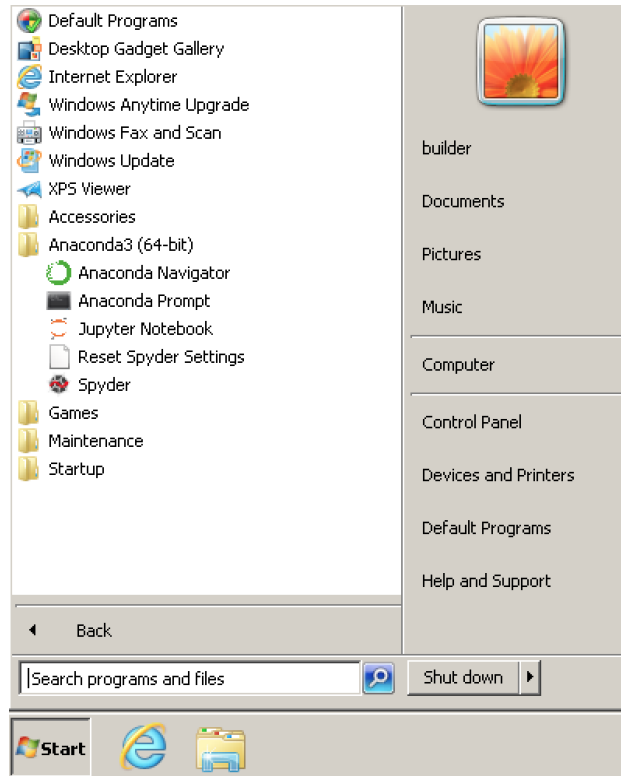 Default Programs
Desktop Gadget Gallery
Internet Explorer
Windows Anytime Upgrade
Windows Fax and Scan
Windows Update
XPS Viewer
Accessories
Anaconda3 (64-bit)
Anaconda Navigator
Anaconda Prompt
Jupyter Notebook
Reset Spyder Settings
Spyder
Games
Maintenance
Startup
Back
Search programs and files
builder
Documents
Pictures
Music
Computer
Control Panel
Devices and Printers
Default Programs
Help and Support
Shut down
Start